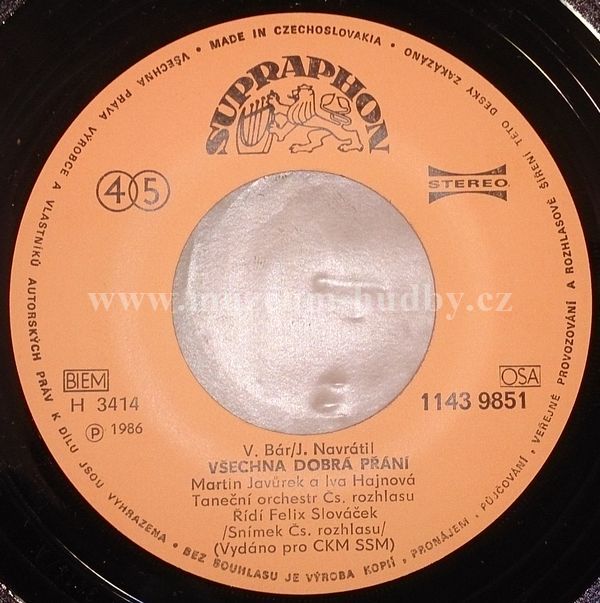 VŠECHNA PRÁVA VÝROBCE A VLASTNÍKŮ AUTORSKÝCH PRÁV K DÍLU JSOU VYHRAZENA • BEZ SOUHLASU JE VÝROBA KOPIÍ, PRONÁJEM, PŮJČOVÁNÍ, VEŘEJNÉ PROVOZOVÁNÍ A ROZHLASOVÉ ŠÍŘENÍ TÉTO DESKY ZAKÁZÁNO • MADE IN CZECHOSLOVAKIA •
SUPRAPHON
45
STEREO
www.muzeum-hudby.cz
BIEM
OSA
H 3414
1143 9851
Ⓟ 1986
V. Bár/J. Navrátil
VŠECHNA DOBRÁ PŘÁNÍ
Martin Javůrek a Iva Hajnová
Taneční orchestr Čs. rozhlasu
Řídí Felix Slováček
/Snímek Čs. rozhlasu/
(Vydáno pro CKM SSM)